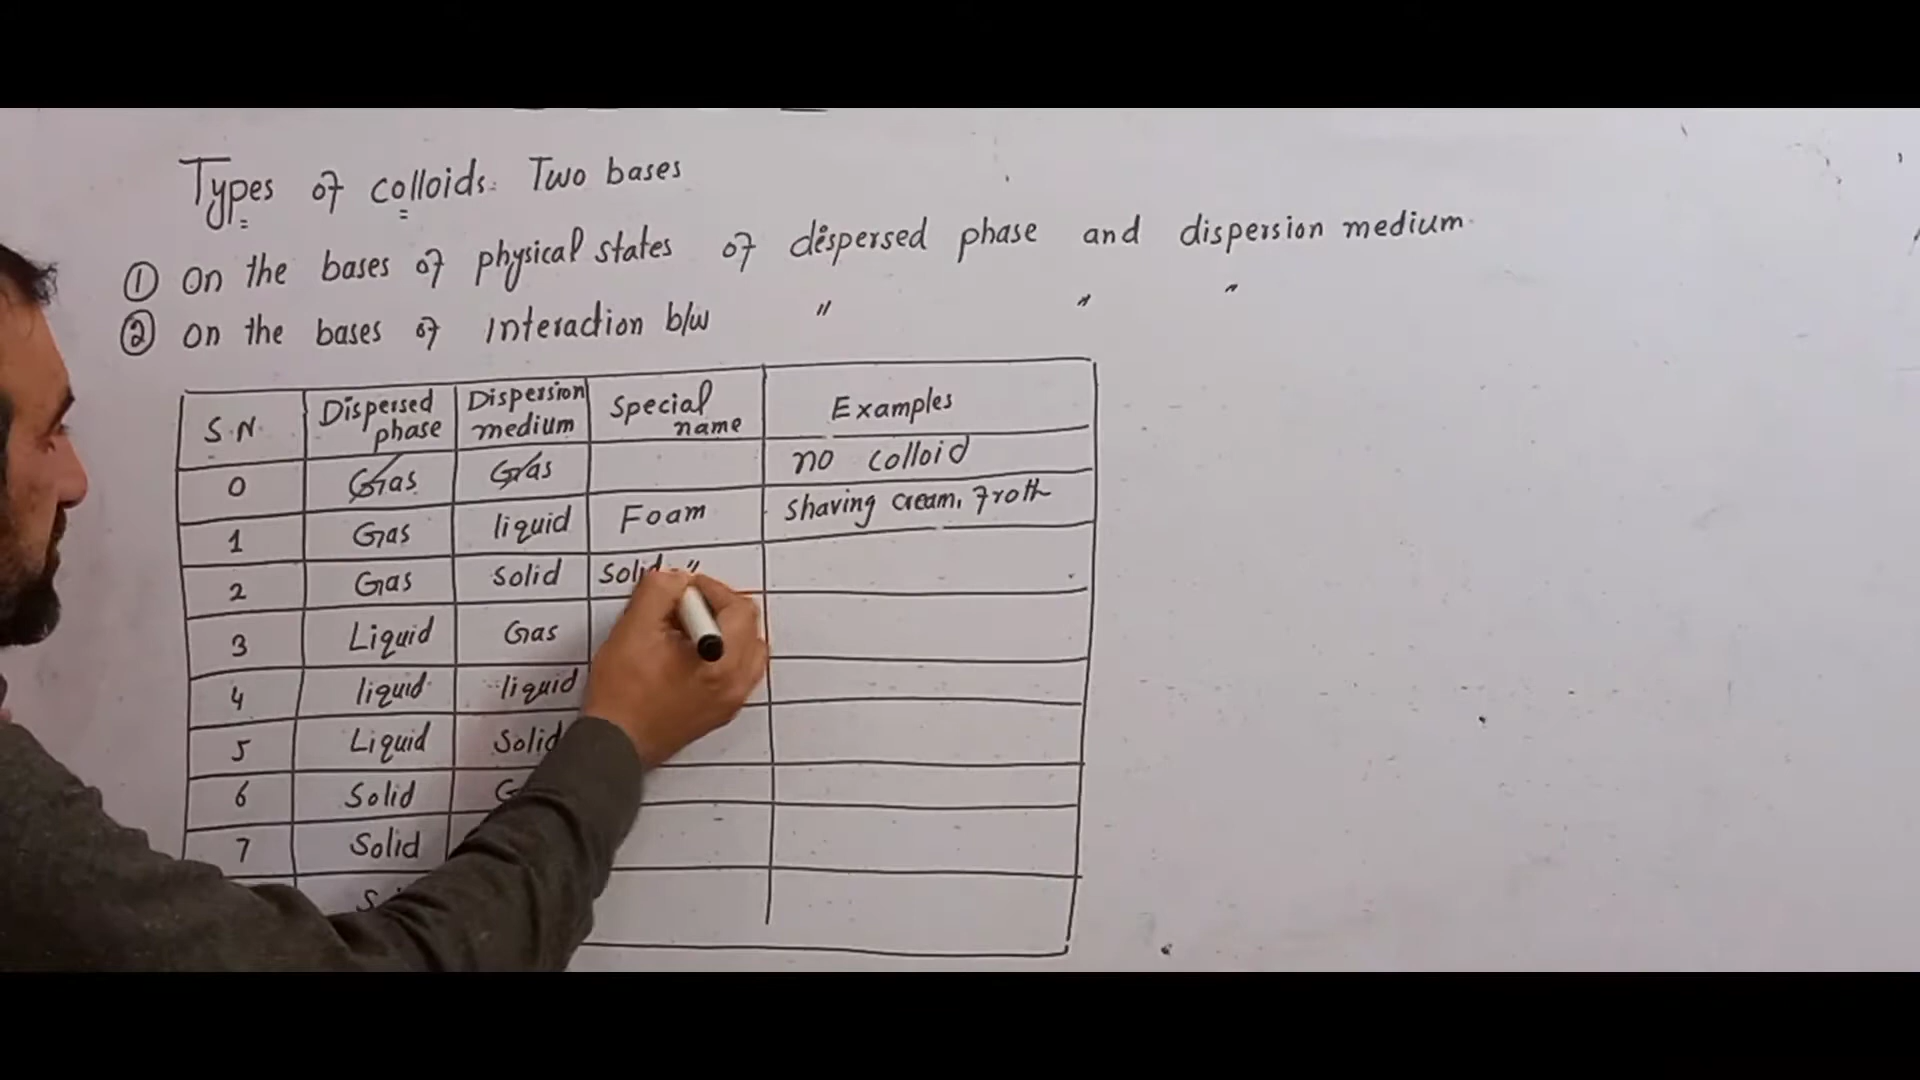 Types of colloids: Two bases
① On the bases of physical states of dispersed phase and dispersion medium.
② On the bases of Interaction b/w " " "
S.N. Dispersed phase Dispersion medium Special name Examples
0 Gas Gas no colloid
1 Gas liquid Foam Shaving cream, Froth
2 Gas Solid Solid - "
3 Liquid Gas
4 liquid liquid
5 Liquid Solid
6 Solid
7 Solid